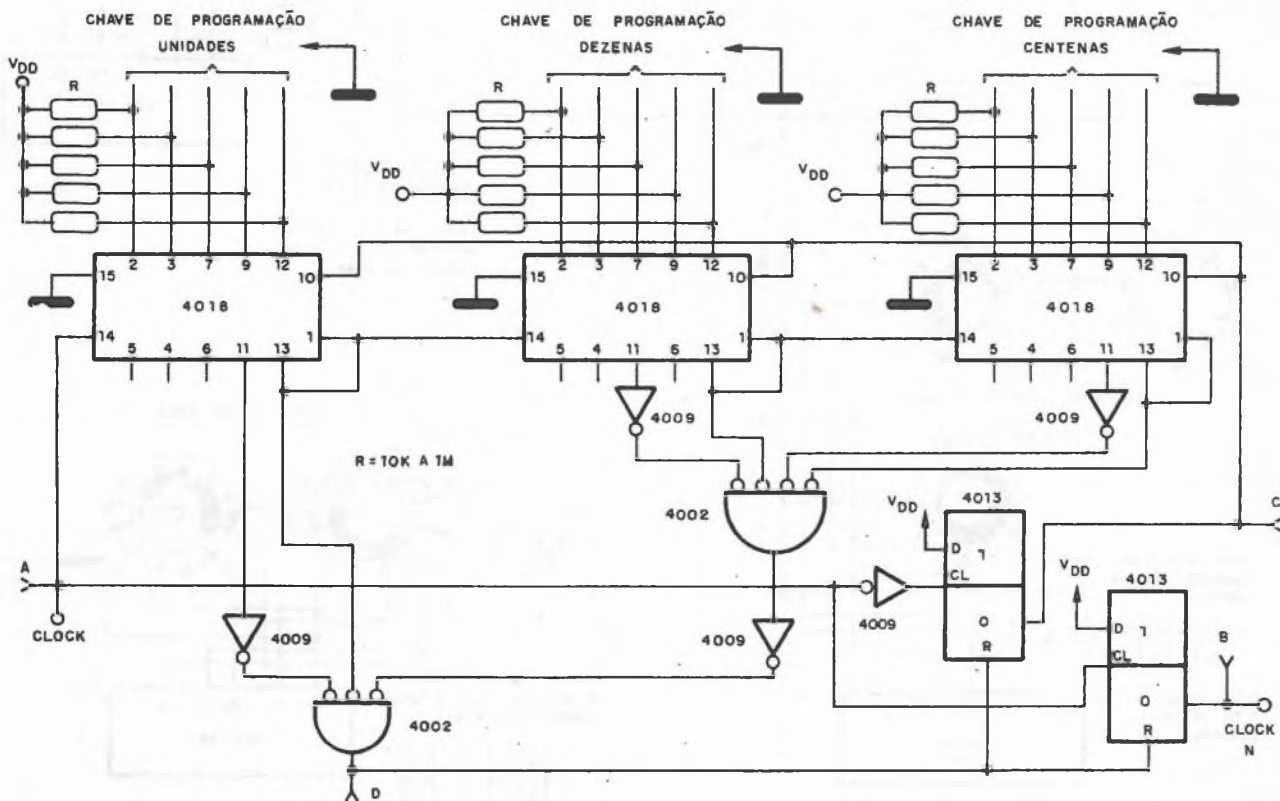 CHAVE DE PROGRAMAÇÃO
UNIDADES
CHAVE DE PROGRAMAÇÃO
DEZENAS
CHAVE DE PROGRAMAÇÃO
CENTENAS
VDD
R
VDD
R
VDD
R
2 3 7 9 12
15
10
4018
14
1
5 4 6 11 13
2 3 7 9 12
15
10
4018
14
1
5 4 11 6 13
2 3 7 9 12
15
10
4018
14
1
5 4 6 11 13
4009
4009
R = 10K A 1M
4002
4013
VDD
D 1
CL
O
R
C
A
CLOCK
4009
4009
4009
VDD
4013
D 1
CL
O
R
B
CLOCK
N
4002
D